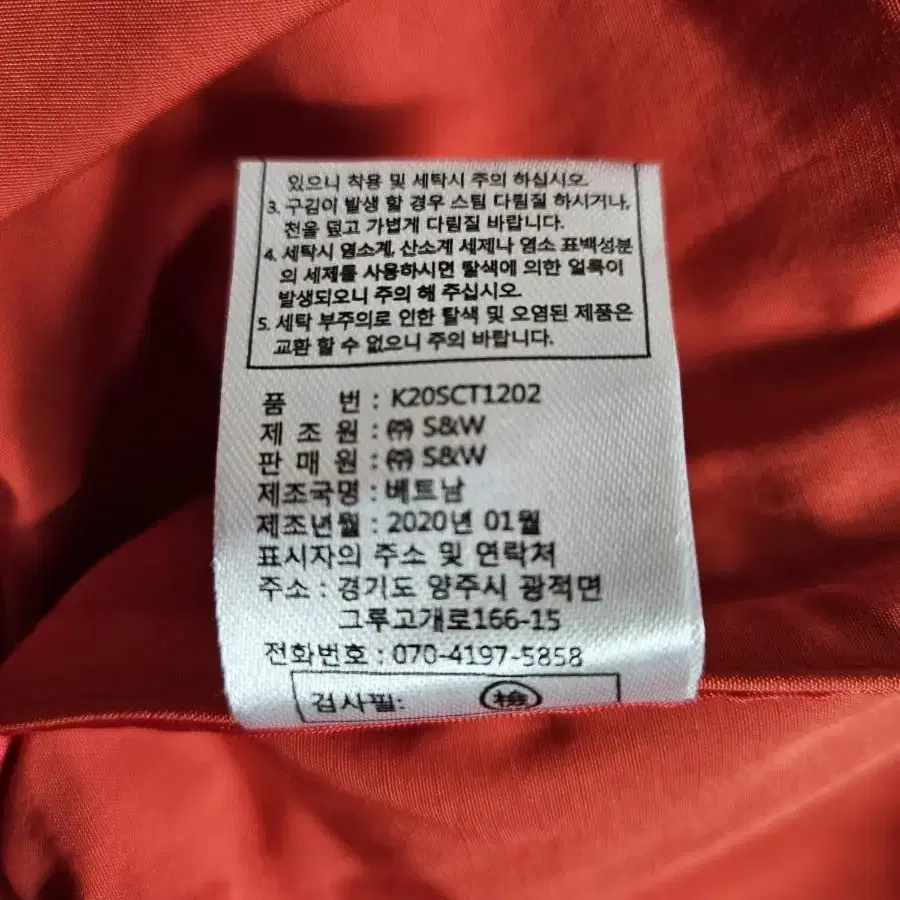 있으니 착용 및 세탁시 주의 하십시오.
3. 구김이 발생 할 경우 스팀 다림질 하시거나,
천을 덮고 가볍게 다림질 바랍니다.
4. 세탁시 염소계, 산소계 세제나 염소 표백성분
의 세제를 사용하시면 탈색에 의한 얼룩이
발생되오니 주의 해 주십시오.
5. 세탁 부주의로 인한 탈색 및 오염된 제품은
교환 할 수 없으니 주의 바랍니다.
품 번 : K20SCT1202
제 조 원 : ㈜ S&W
판 매 원 : ㈜ S&W
제조국명 : 베트남
제조년월 : 2020년 01월
표시자의 주소 및 연락처
주소 : 경기도 양주시 광적면
그루고개로166-15
전화번호 : 070-4197-5858
검사필: 檢